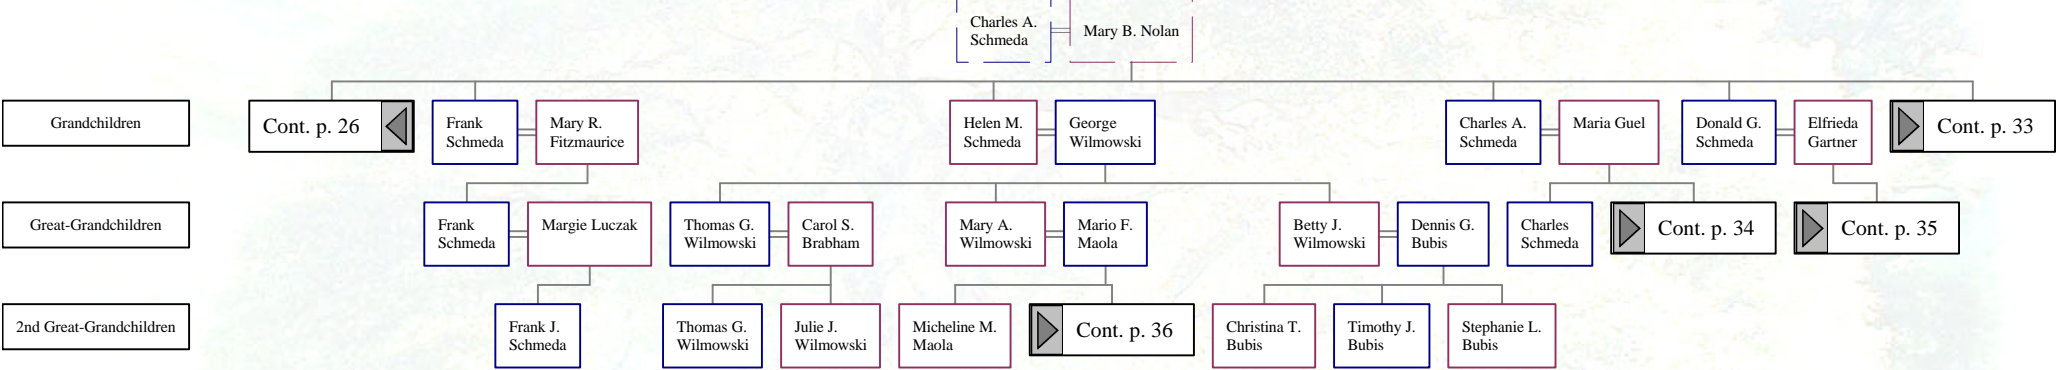 Charles A.
Schmeda
Mary B. Nolan
Grandchildren
Cont. p. 26
Frank
Schmeda
Mary R.
Fitzmaurice
Helen M.
Schmeda
George
Wilmowski
Charles A.
Schmeda
Maria Guel
Donald G.
Schmeda
Elfrieda
Gartner
Cont. p. 33
Great-Grandchildren
Frank
Schmeda
Margie Luczak
Thomas G.
Wilmowski
Carol S.
Brabham
Mary A.
Wilmowski
Mario F.
Maola
Betty J.
Wilmowski
Dennis G.
Bubis
Charles
Schmeda
Cont. p. 34
Cont. p. 35
2nd Great-Grandchildren
Frank J.
Schmeda
Thomas G.
Wilmowski
Julie J.
Wilmowski
Micheline M.
Maola
Cont. p. 36
Christina T.
Bubis
Timothy J.
Bubis
Stephanie L.
Bubis